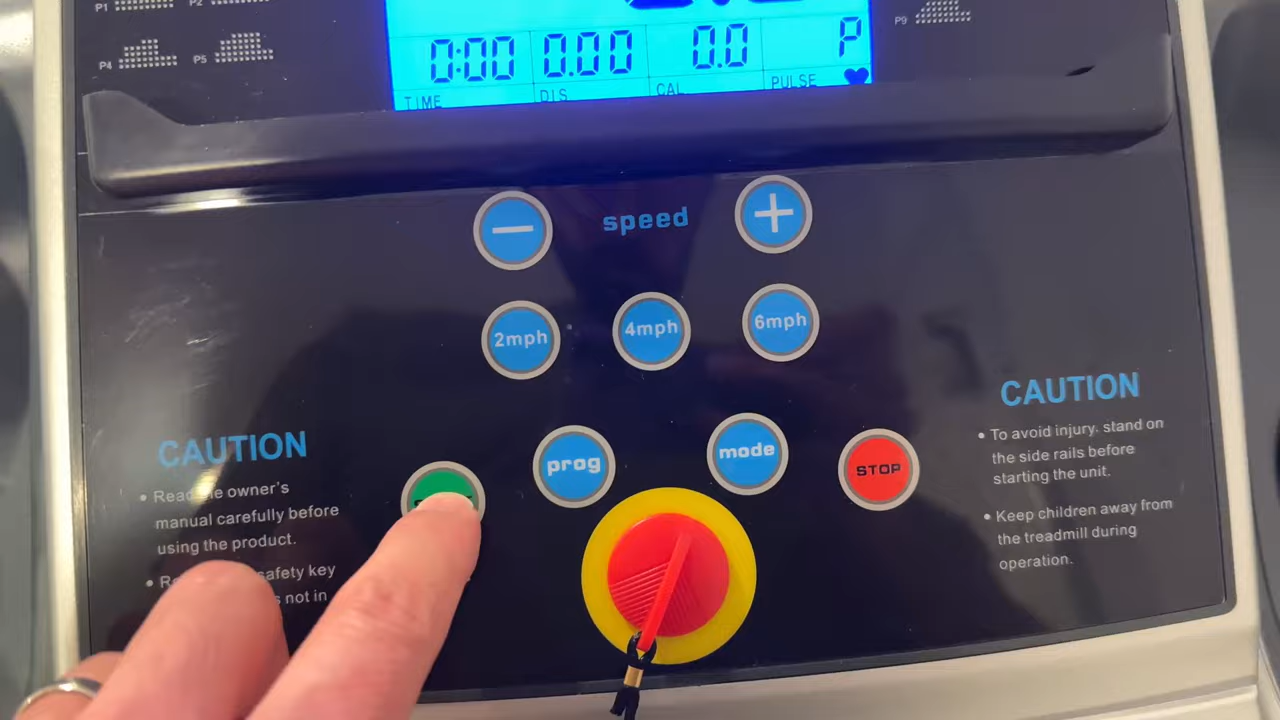 P1
P2
P4
P5
P9
0:00 0.00 0.0 P
TIME DIS CAL PULSE
speed
2mph 4mph 6mph
prog mode STOP
CAUTION
• Read owner's
manual carefully before
using the product.
• safety key
not in
CAUTION
• To avoid injury. stand on
the side rails before
starting the unit.
• Keep children away from
the treadmill during
operation.